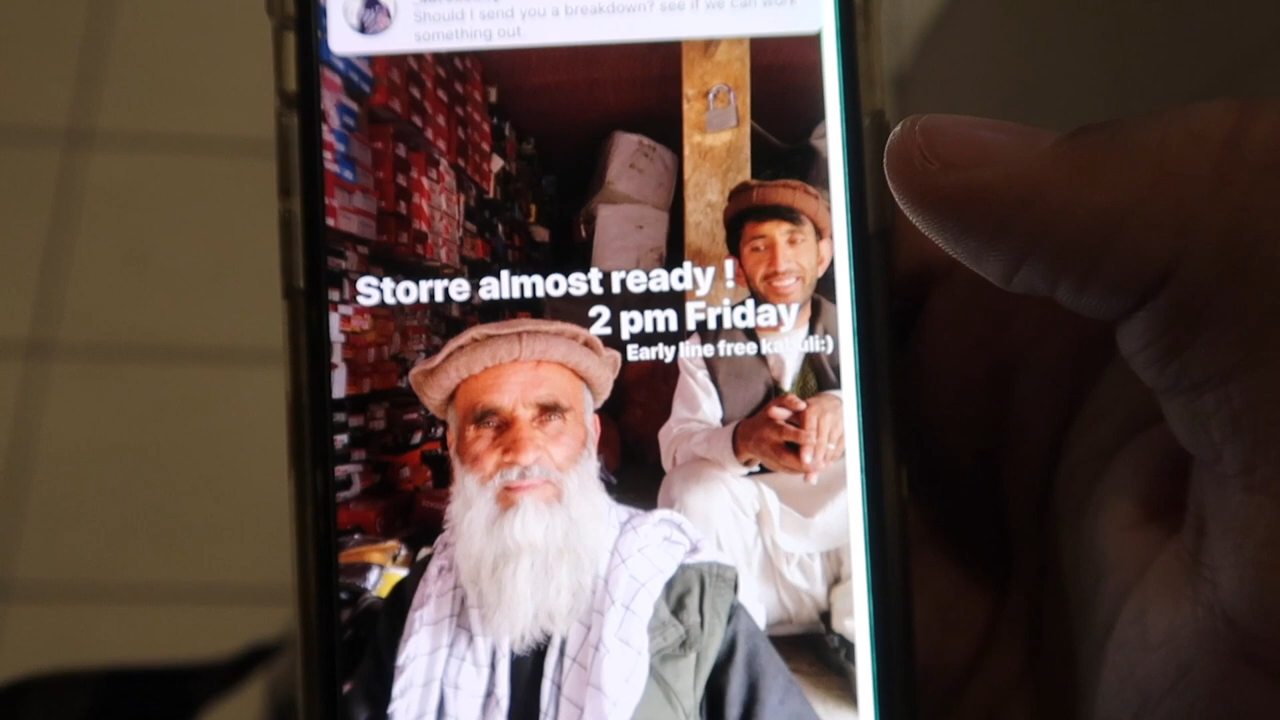 Should I send you a breakdown? see if we can work
something out.
Storre almost ready !
2 pm Friday
Early line free kabuli:)